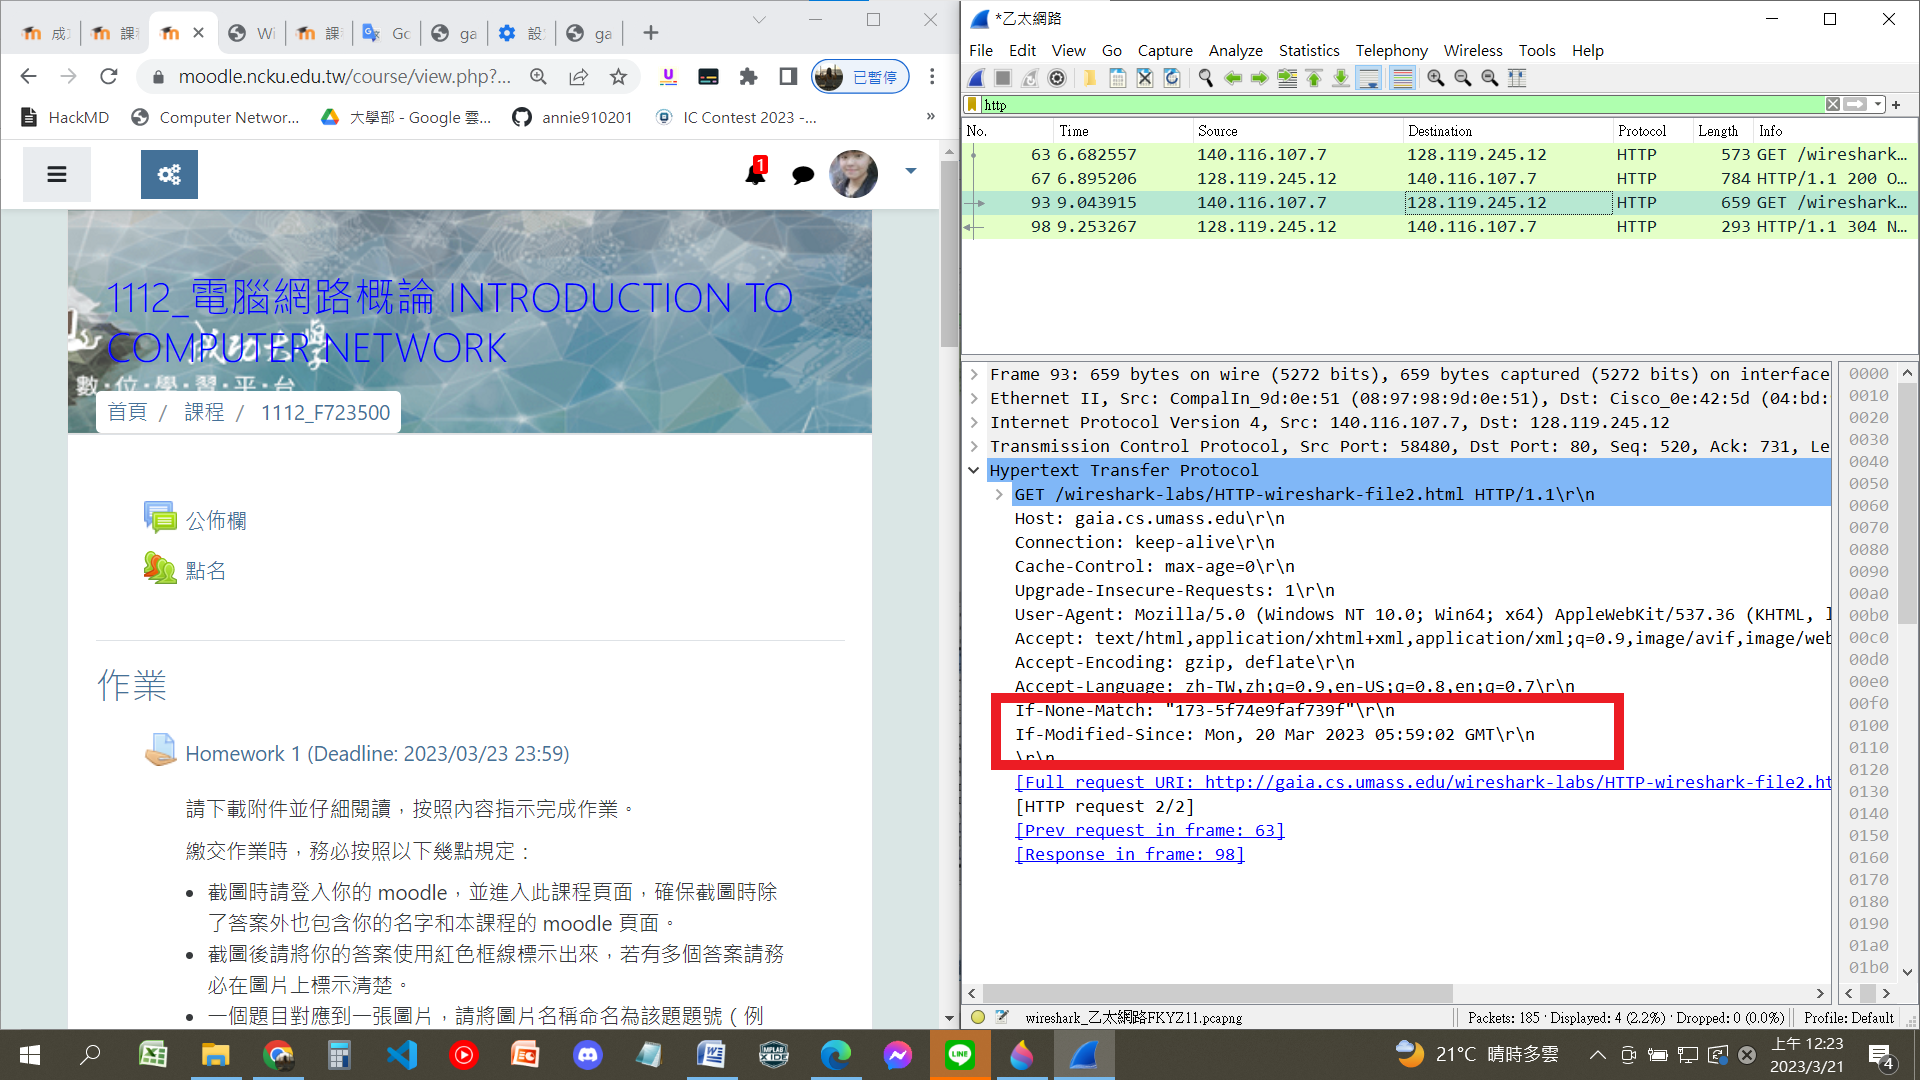 成
課
Wi
課
Go
ga
設
ga
moodle.ncku.edu.tw/course/view.php?...
已暫停
HackMD
Computer Networ...
大學部 - Google 雲...
annie910201
IC Contest 2023 -...
»
1
1112_電腦網路概論 INTRODUCTION TO
COMPUTER NETWORK
數·位·學·習·平·台
首頁 / 課程 / 1112_F723500
公佈欄
點名
作業
Homework 1 (Deadline: 2023/03/23 23:59)
請下載附件並仔細閱讀，按照內容指示完成作業。
繳交作業時，務必按照以下幾點規定：
截圖時請登入你的 moodle，並進入此課程頁面，確保截圖時除
了答案外也包含你的名字和本課程的 moodle 頁面。
截圖後請將你的答案使用紅色框線標示出來，若有多個答案請務
必在圖片上標示清楚。
一個題目對應到一張圖片，請將圖片名稱命名為該題題號（例
*乙太網路
File Edit View Go Capture Analyze Statistics Telephony Wireless Tools Help
http
No. Time Source Destination Protocol Length Info
63 6.682557 140.116.107.7 128.119.245.12 HTTP 573 GET /wireshark...
67 6.895206 128.119.245.12 140.116.107.7 HTTP 784 HTTP/1.1 200 O...
93 9.043915 140.116.107.7 128.119.245.12 HTTP 659 GET /wireshark...
98 9.253267 128.119.245.12 140.116.107.7 HTTP 293 HTTP/1.1 304 N...
Frame 93: 659 bytes on wire (5272 bits), 659 bytes captured (5272 bits) on interface
Ethernet II, Src: CompalIn_9d:0e:51 (08:97:98:9d:0e:51), Dst: Cisco_0e:42:5d (04:bd:
Internet Protocol Version 4, Src: 140.116.107.7, Dst: 128.119.245.12
Transmission Control Protocol, Src Port: 58480, Dst Port: 80, Seq: 520, Ack: 731, Le
Hypertext Transfer Protocol
GET /wireshark-labs/HTTP-wireshark-file2.html HTTP/1.1\r\n
Host: gaia.cs.umass.edu\r\n
Connection: keep-alive\r\n
Cache-Control: max-age=0\r\n
Upgrade-Insecure-Requests: 1\r\n
User-Agent: Mozilla/5.0 (Windows NT 10.0; Win64; x64) AppleWebKit/537.36 (KHTML, l
Accept: text/html,application/xhtml+xml,application/xml;q=0.9,image/avif,image/web
Accept-Encoding: gzip, deflate\r\n
Accept-Language: zh-TW,zh;q=0.9,en-US;q=0.8,en;q=0.7\r\n
If-None-Match: "173-5f74e9faf739f"\r\n
If-Modified-Since: Mon, 20 Mar 2023 05:59:02 GMT\r\n
\r\n
[Full request URI: http://gaia.cs.umass.edu/wireshark-labs/HTTP-wireshark-file2.ht
[HTTP request 2/2]
[Prev request in frame: 63]
[Response in frame: 98]
0000
0010
0020
0030
0040
0050
0060
0070
0080
0090
00a0
00b0
00c0
00d0
00e0
00f0
0100
0110
0120
0130
0140
0150
0160
0170
0180
0190
01a0
01b0
wireshark_乙太網路FKYZ11.pcapng
Packets: 185 · Displayed: 4 (2.2%) · Dropped: 0 (0.0%)
Profile: Default
MPLAB
X IDE
LINE
21°C 晴時多雲
上午 12:23
2023/3/21
4